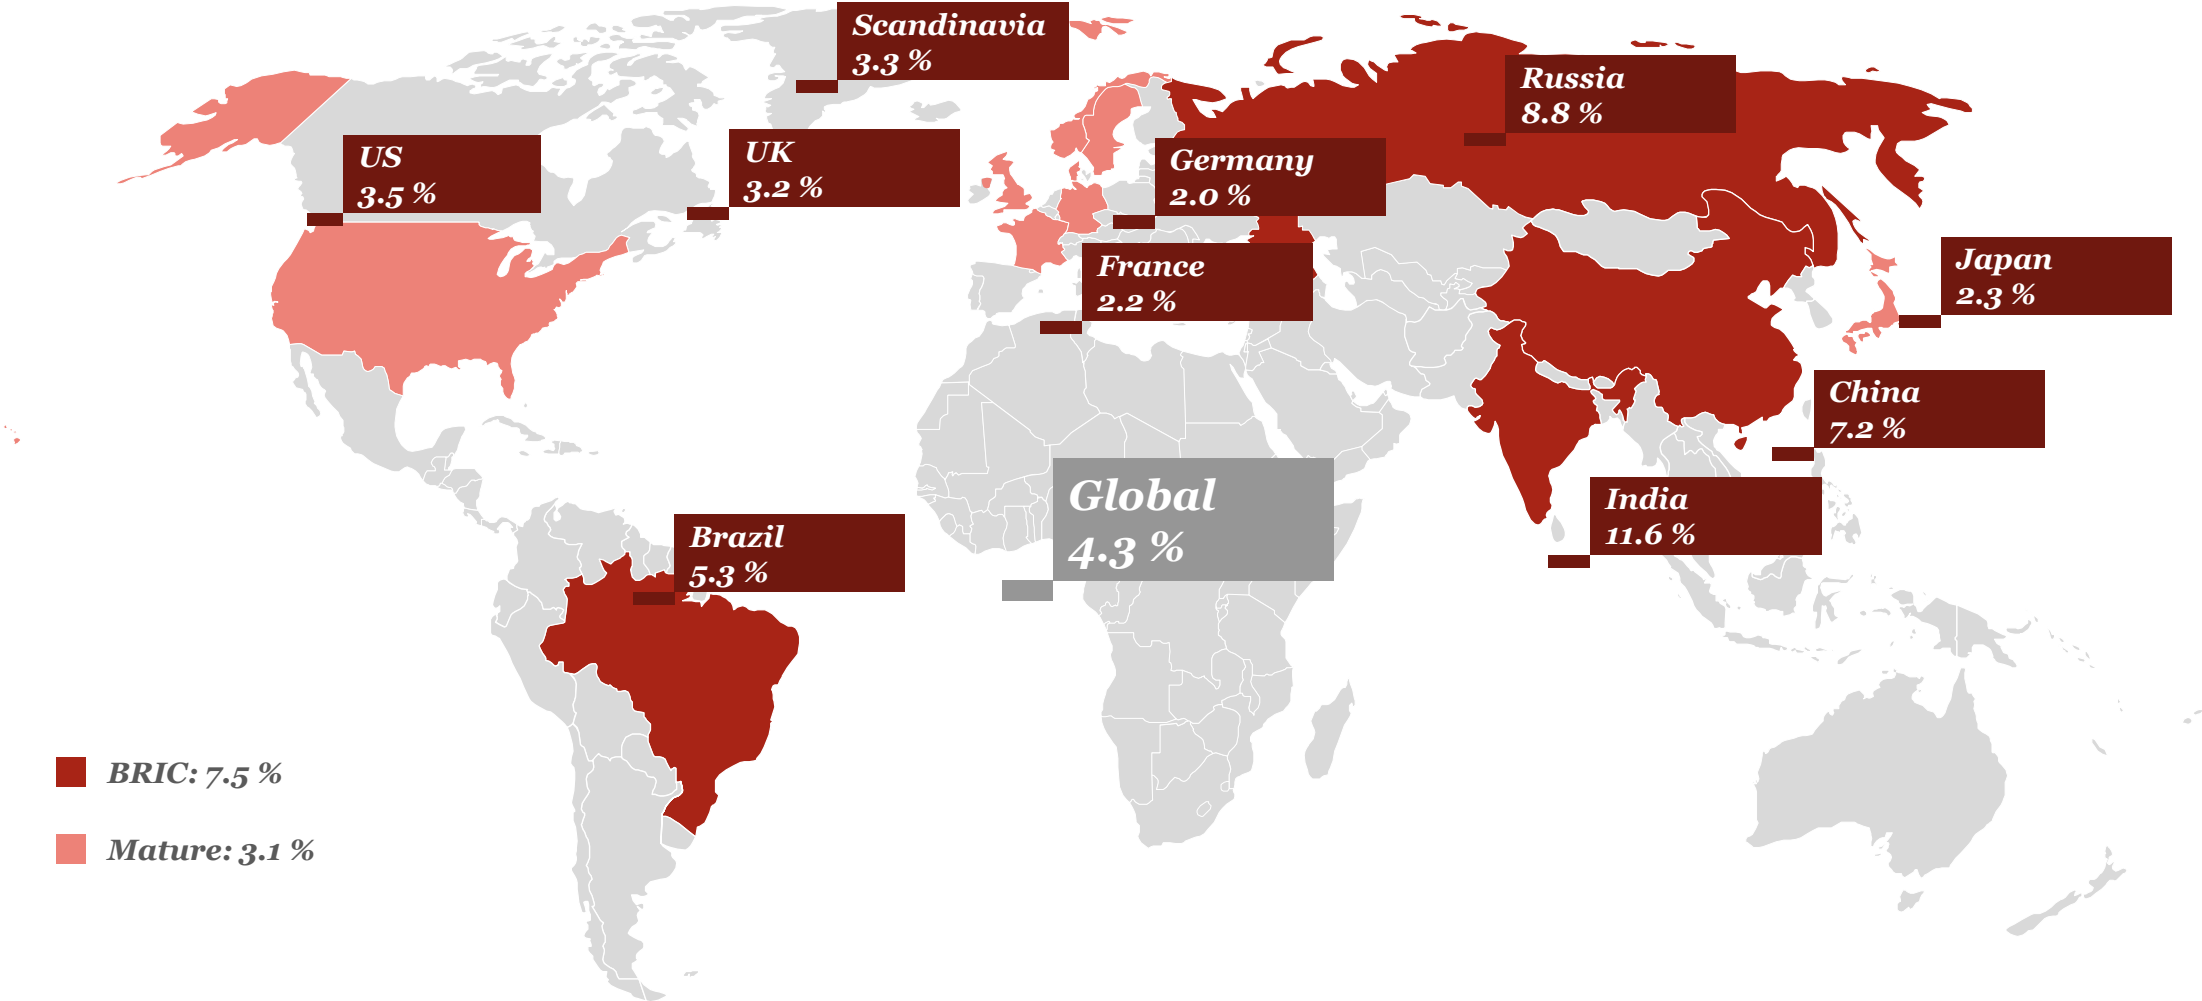 Scandinavia
3.3 %
Russia
8.8 %
US
3.5 %
UK
3.2 %
Germany
2.0 %
France
2.2 %
Japan
2.3 %
China
7.2 %
Global
4.3 %
India
11.6 %
Brazil
5.3 %
BRIC: 7.5 %
Mature: 3.1 %